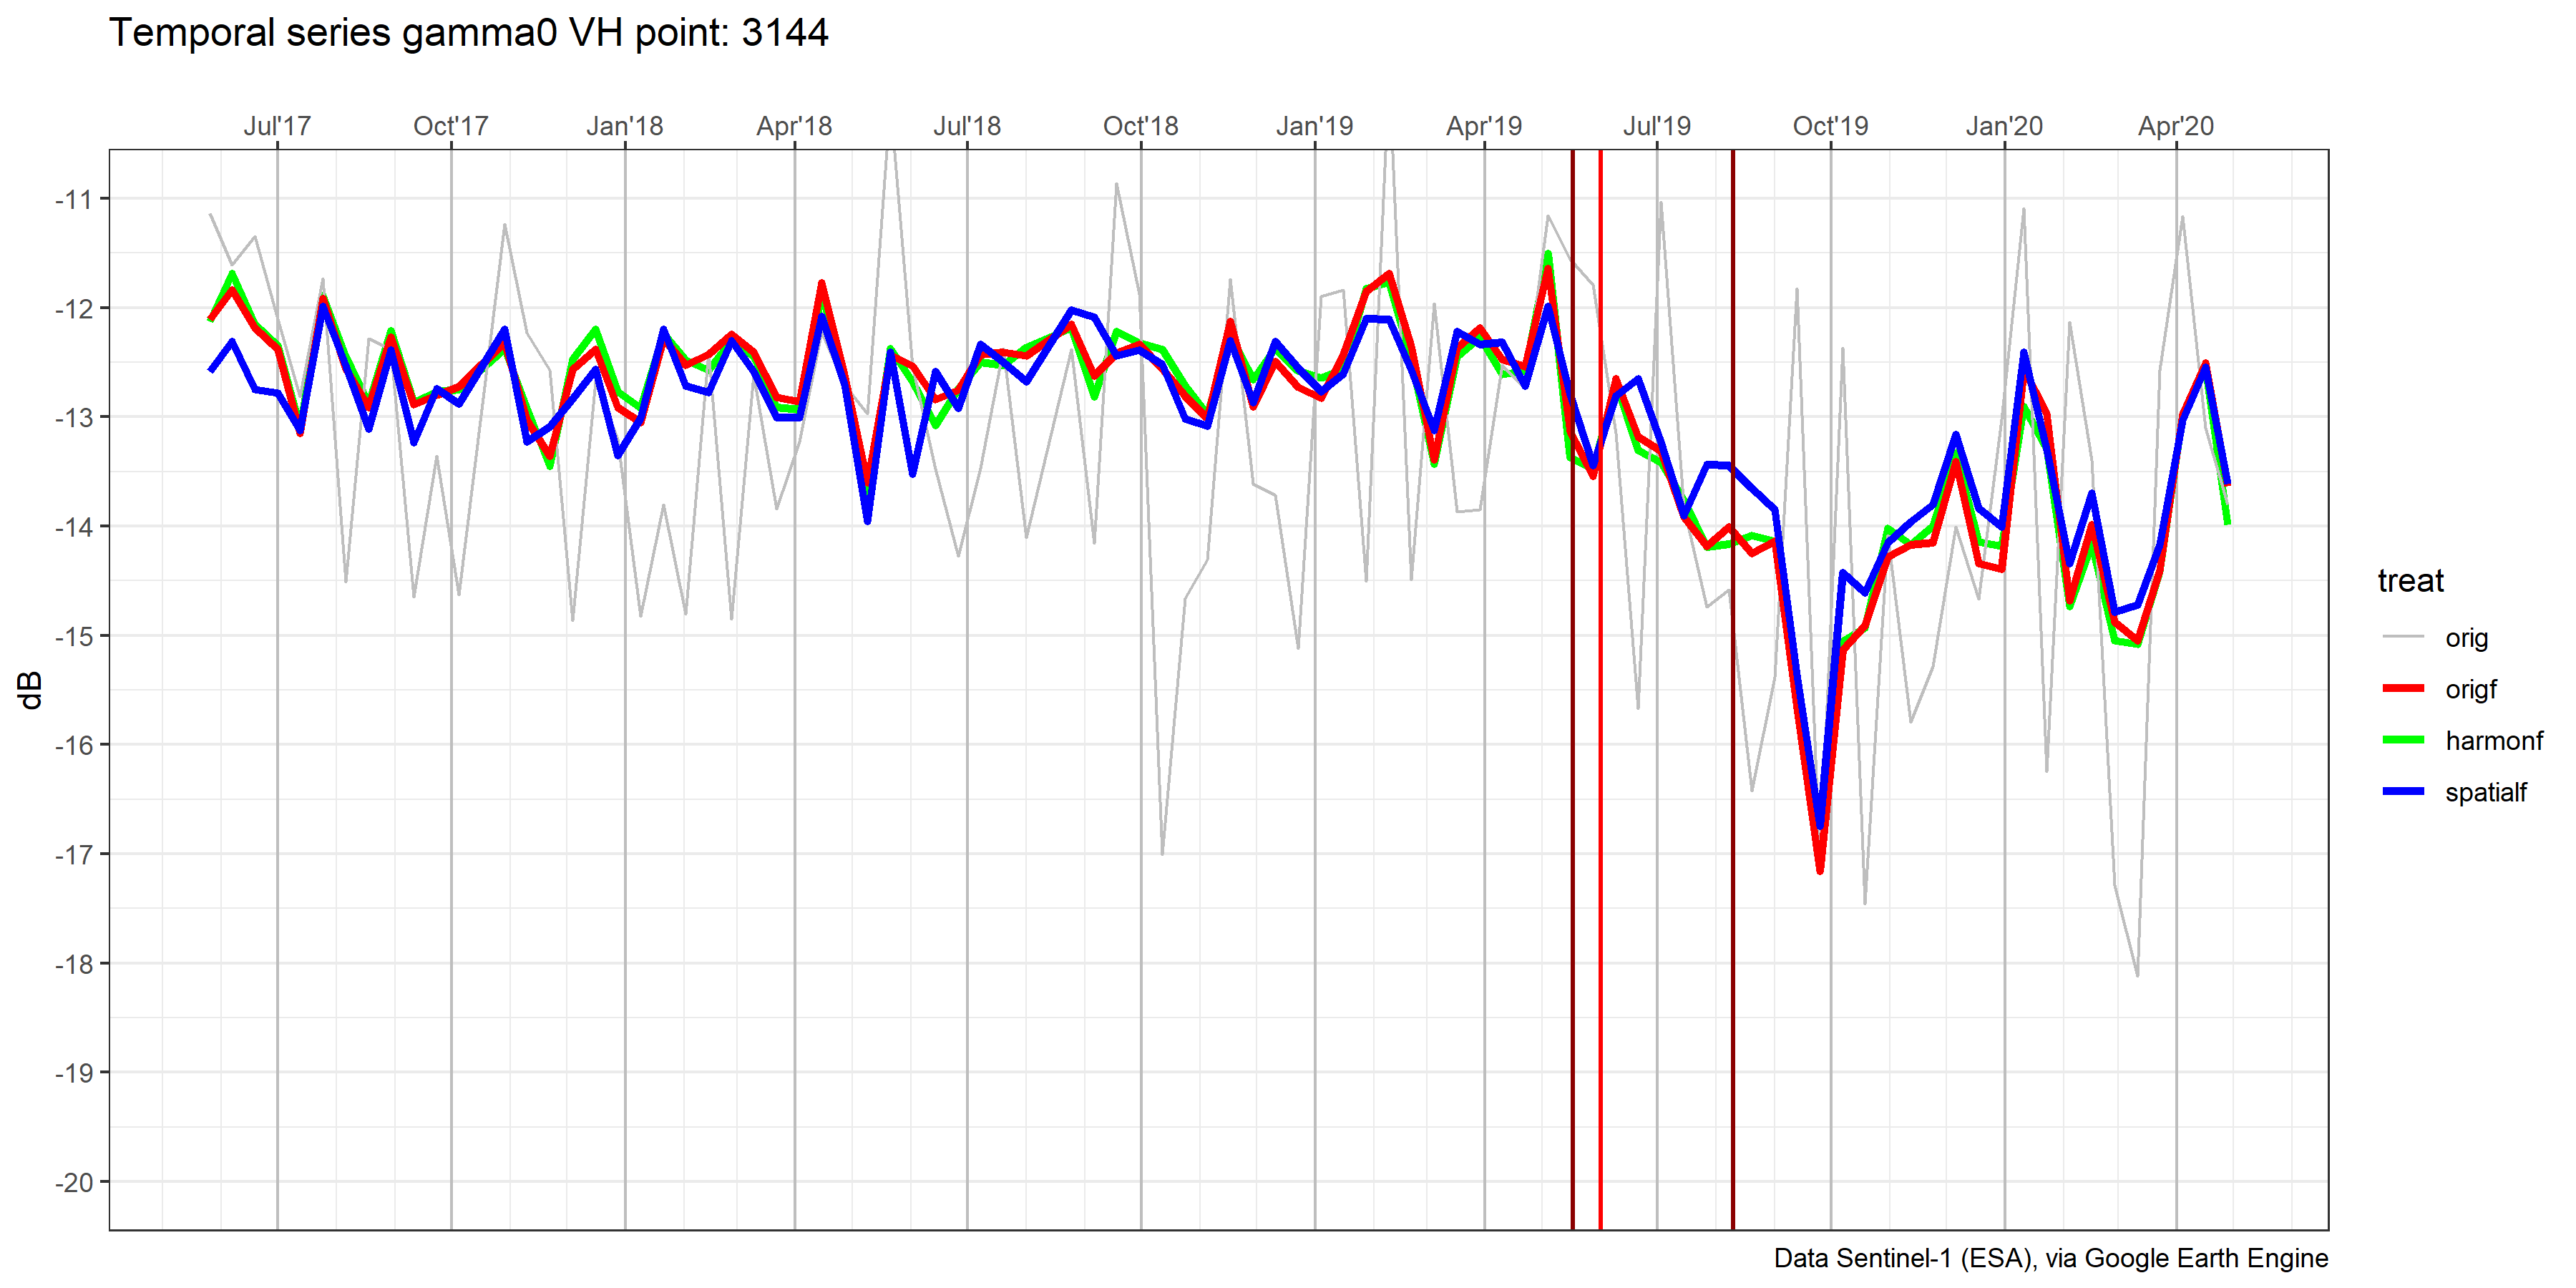 Temporal series gamma0 VH point: 3144
Jul'17 Oct'17 Jan'18 Apr'18 Jul'18 Oct'18 Jan'19 Apr'19 Jul'19 Oct'19 Jan'20 Apr'20
-11
-12
-13
-14
-15
-16
-17
-18
-19
-20
dB
treat
orig
origf
harmonf
spatialf
Data Sentinel-1 (ESA), via Google Earth Engine